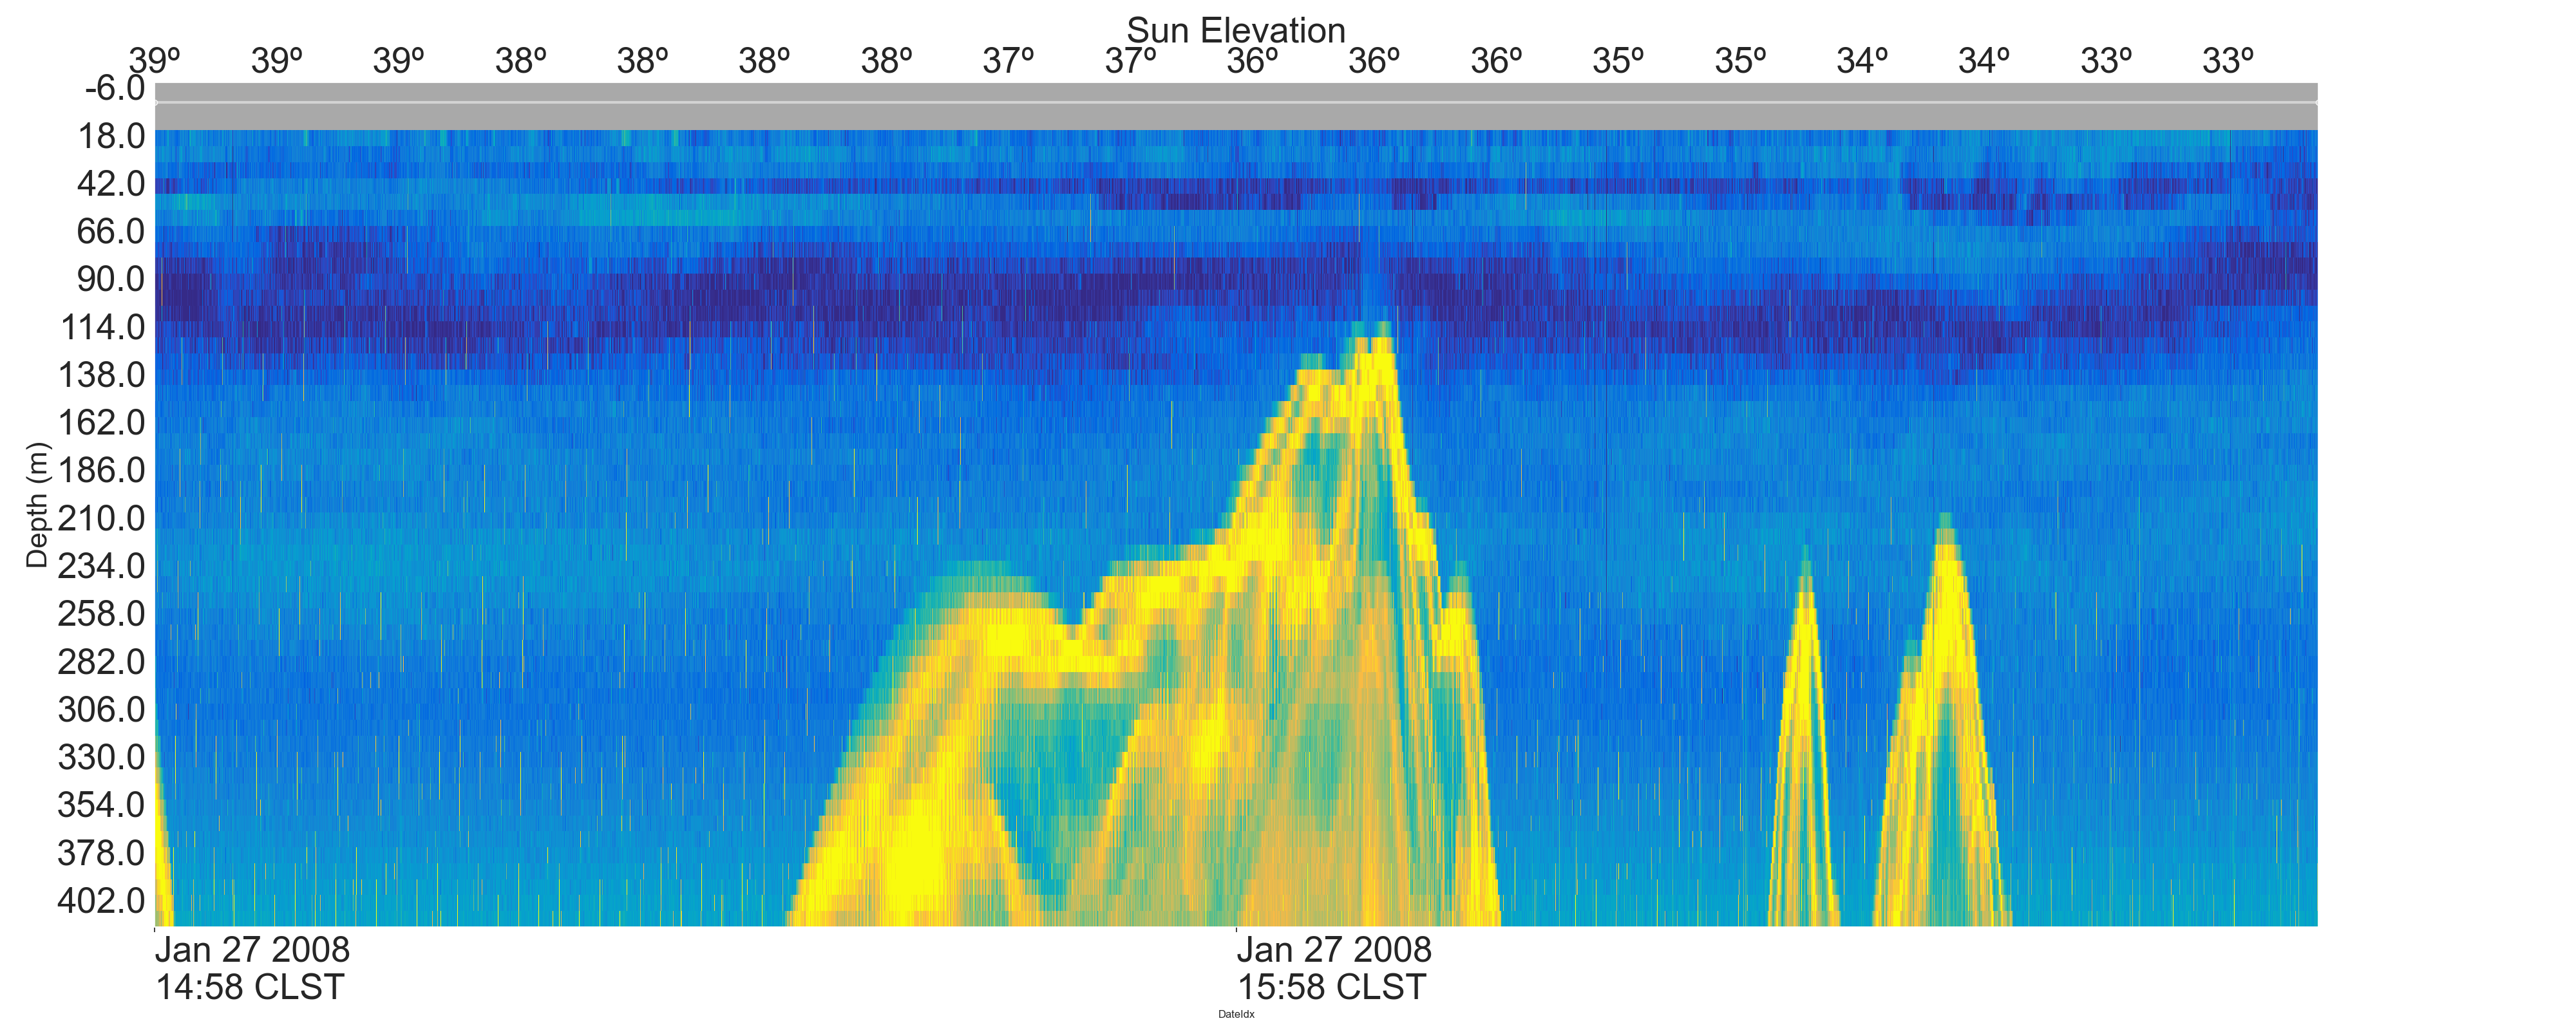 Sun Elevation
39º 39º 39º 38º 38º 38º 38º 37º 37º 36º 36º 36º 35º 35º 34º 34º 33º 33º
-6.0
18.0
42.0
66.0
90.0
114.0
138.0
162.0
186.0
210.0
234.0
258.0
282.0
306.0
330.0
354.0
378.0
402.0
Depth (m)
Jan 27 2008
14:58 CLST
Jan 27 2008
15:58 CLST
DateIdx